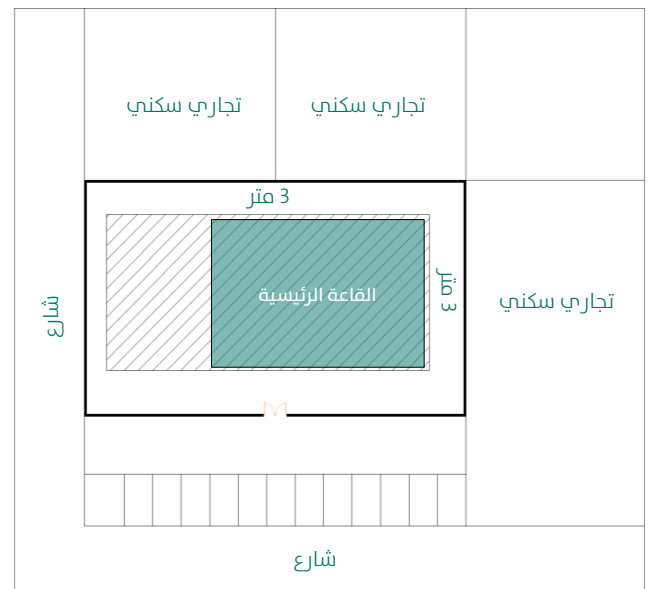 تجاري سكني
تجاري سكني
3 متر
القاعة الرئيسية
3 متر
تجاري سكني
شارع
شارع